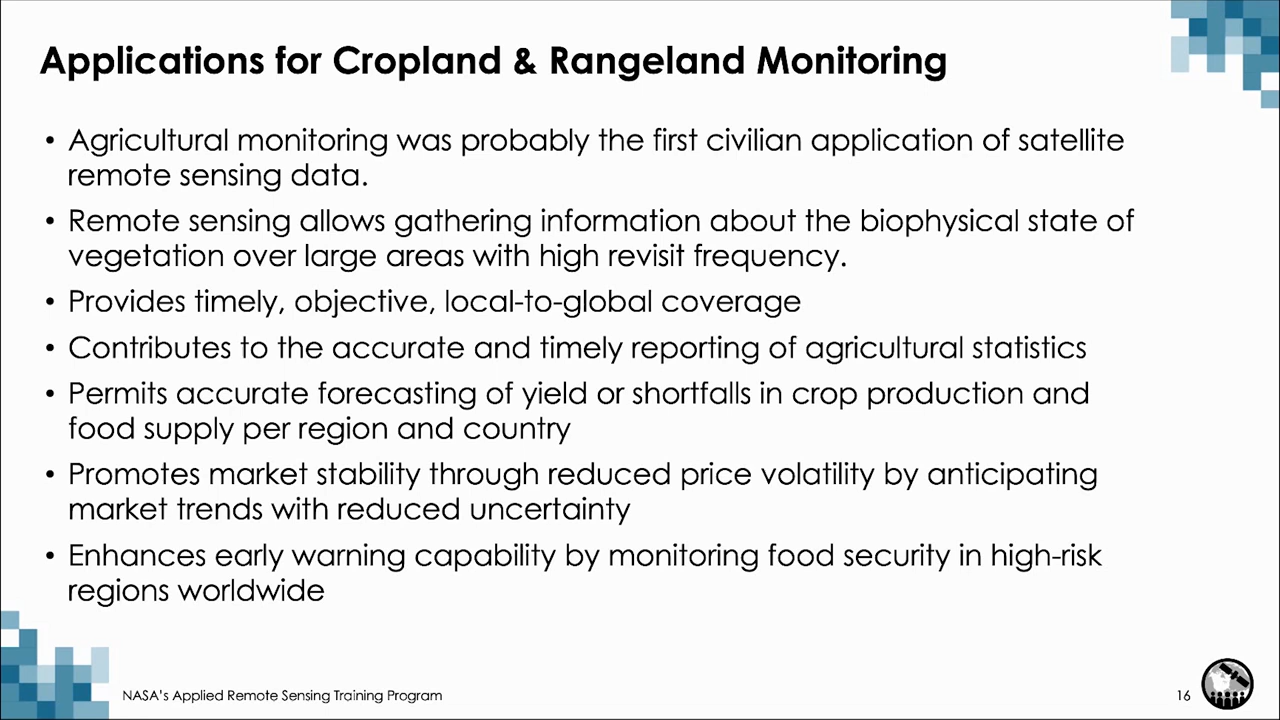 Applications for Cropland & Rangeland Monitoring
• Agricultural monitoring was probably the first civilian application of satellite
remote sensing data.
• Remote sensing allows gathering information about the biophysical state of
vegetation over large areas with high revisit frequency.
• Provides timely, objective, local-to-global coverage
• Contributes to the accurate and timely reporting of agricultural statistics
• Permits accurate forecasting of yield or shortfalls in crop production and
food supply per region and country
• Promotes market stability through reduced price volatility by anticipating
market trends with reduced uncertainty
• Enhances early warning capability by monitoring food security in high-risk
regions worldwide
NASA's Applied Remote Sensing Training Program
16